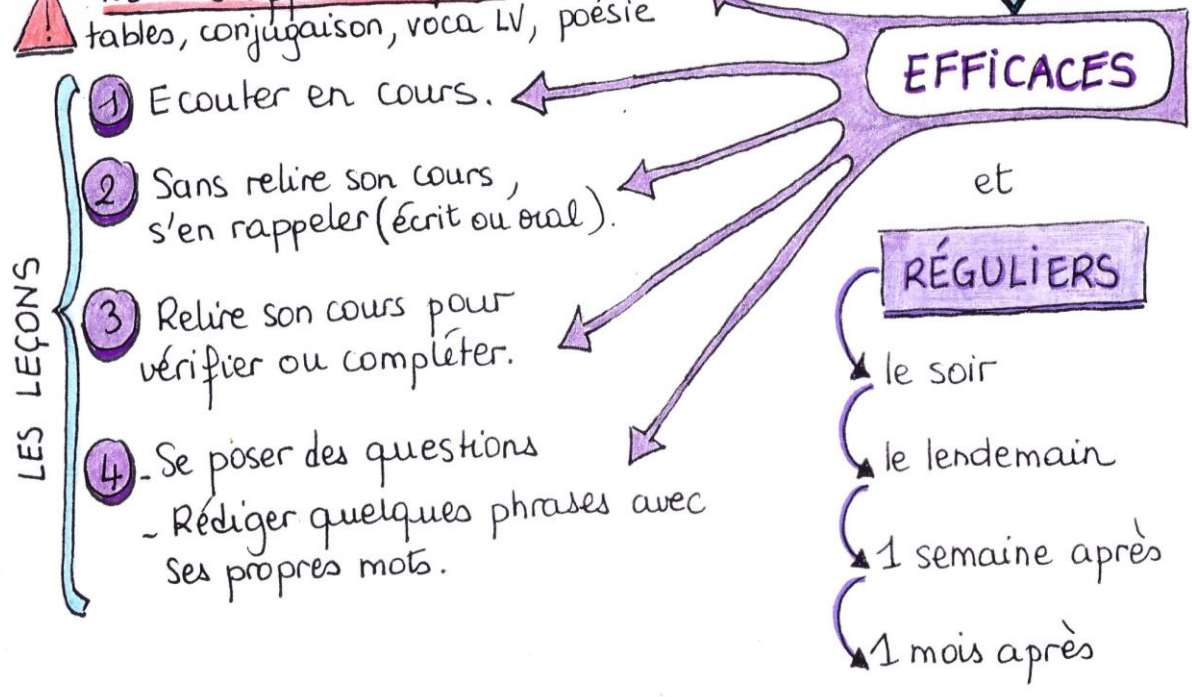 tables, conjugaison, voca LV, poésie
EFFICACES
1 Ecouter en cours.
2 Sans relire son cours,
s'en rappeler (écrit ou oral).
3 Relire son cours pour
vérifier ou compléter.
4 - Se poser des questions
- Rédiger quelques phrases avec
ses propres mots.
LES LEÇONS
et
RÉGULIERS
le soir
le lendemain
1 semaine après
1 mois après